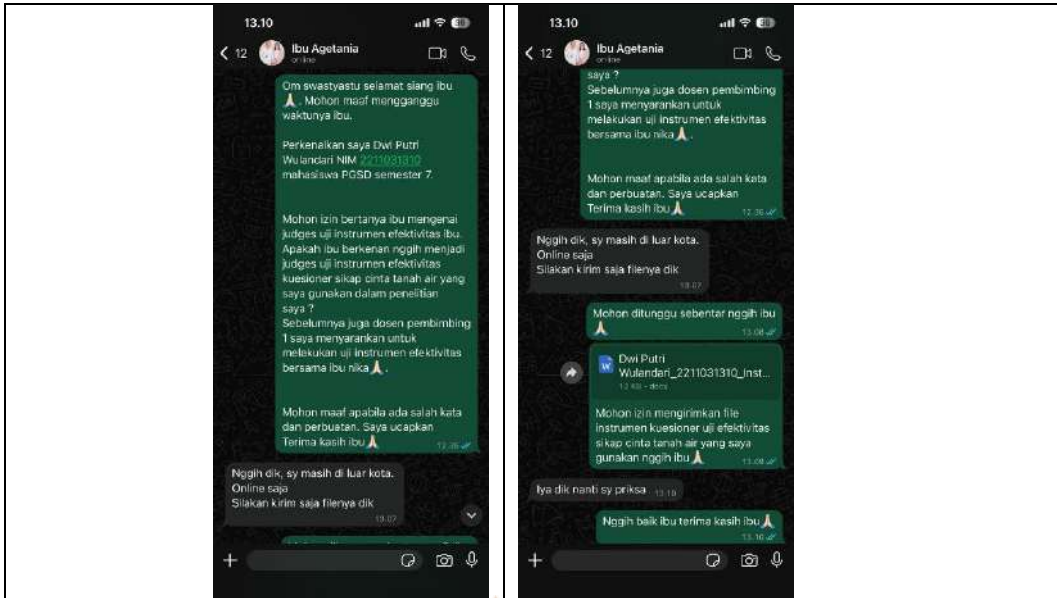 13.10
12
Ibu Agetania
online
Om swastyastu selamat siang ibu
🙏. Mohon maaf mengganggu
waktunya ibu.
Perkenalkan saya Dwi Putri
Wulandari NIM 2211031310
mahasiswa PGSD semester 7.
Mohon izin bertanya ibu mengenai
judges uji instrumen efektivitas ibu.
Apakah ibu berkenan nggih menjadi
judges uji instrumen efektivitas
kuesioner sikap cinta tanah air yang
saya gunakan dalam penelitian
saya ?
Sebelumnya juga dosen pembimbing
1 saya menyarankan untuk
melakukan uji instrumen efektivitas
bersama ibu nika🙏.
Mohon maaf apabila ada salah kata
dan perbuatan. Saya ucapkan
Terima kasih ibu🙏
Nggih dik, sy masih di luar kota.
Online saja
Silakan kirim saja filenya dik
13.07
13.10
12
Ibu Agetania
online
saya ?
Sebelumnya juga dosen pembimbing
1 saya menyarankan untuk
melakukan uji instrumen efektivitas
bersama ibu nika🙏.
Mohon maaf apabila ada salah kata
dan perbuatan. Saya ucapkan
Terima kasih ibu🙏
Nggih dik, sy masih di luar kota.
Online saja
Silakan kirim saja filenya dik
13.07
Mohon ditunggu sebentar nggih ibu
🙏 13.08
Dwi Putri
Wulandari_2211031310_Inst...
docx
Mohon izin mengirimkan file
instrumen kuesioner uji efektivitas
sikap cinta tanah air yang saya
gunakan nggih ibu🙏 13.08
Iya dik nanti sy priksa
Nggih baik ibu terima kasih ibu🙏
13.10